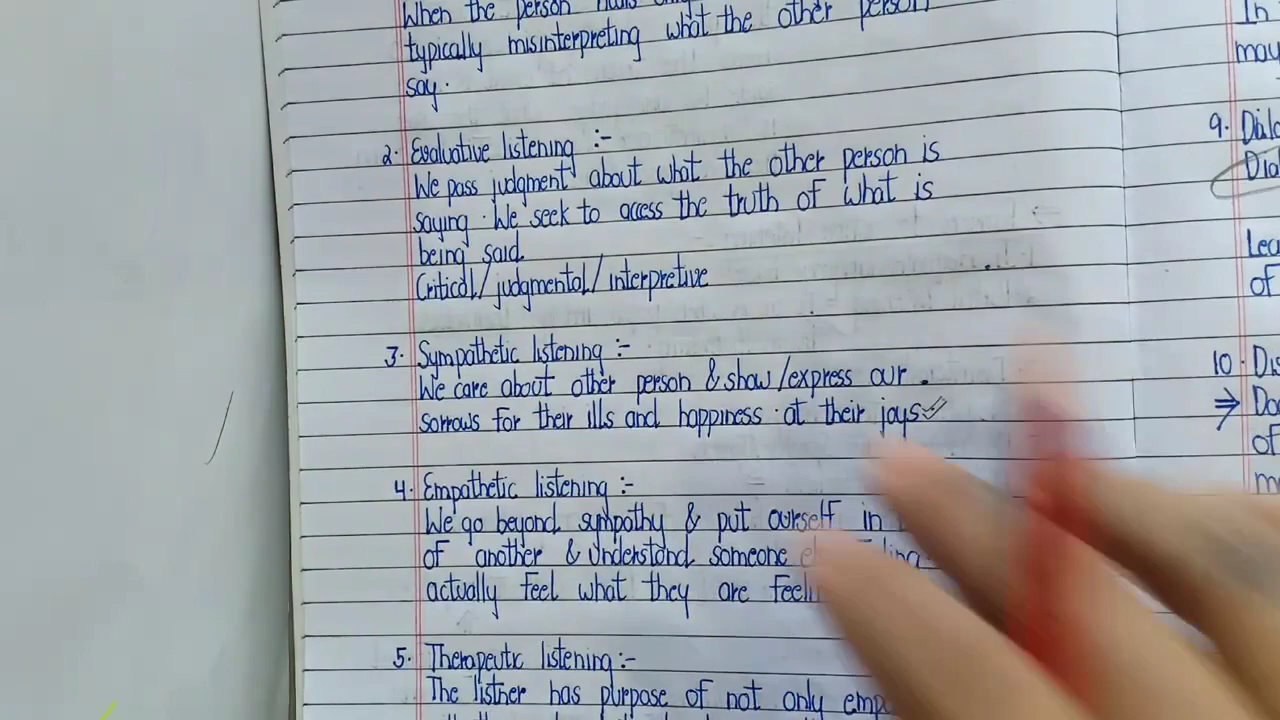 When the person
typically misinterpreting what the other person
say.
2. Evaluative listening :-
We pass judgment about what the other person is
saying. We seek to access the truth of what is
being said
Critical/judgmental/interpretive
3. Sympathetic listening :-
We care about other person & show/express our.
sorrows for their ills and happiness at their joys
4. Empathetic listening :-
We go beyond sympathy & put ourself in
of another & understand someone
actually feel what they are
5. Therapeutic listening:-
The listner has purpose of not only
In
may
9.
10.
⇒
of